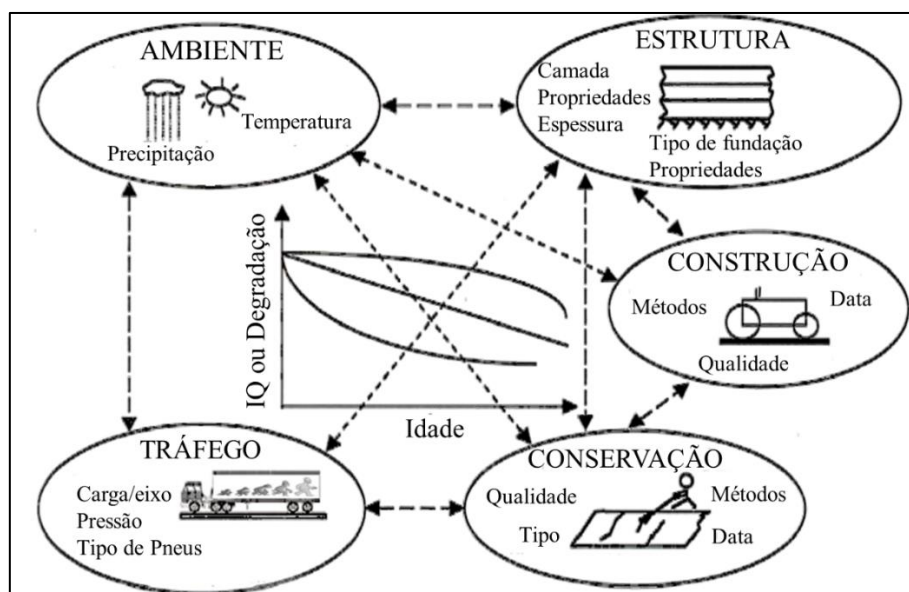 AMBIENTE
Temperatura
Precipitação
ESTRUTURA
Camada
Propriedades
Espessura
Tipo de fundação
Propriedades
CONSTRUÇÃO
Métodos
Data
Qualidade
IQ ou Degradação
Idade
TRÁFEGO
Carga/eixo
Pressão
Tipo de Pneus
CONSERVAÇÃO
Qualidade
Métodos
Tipo
Data